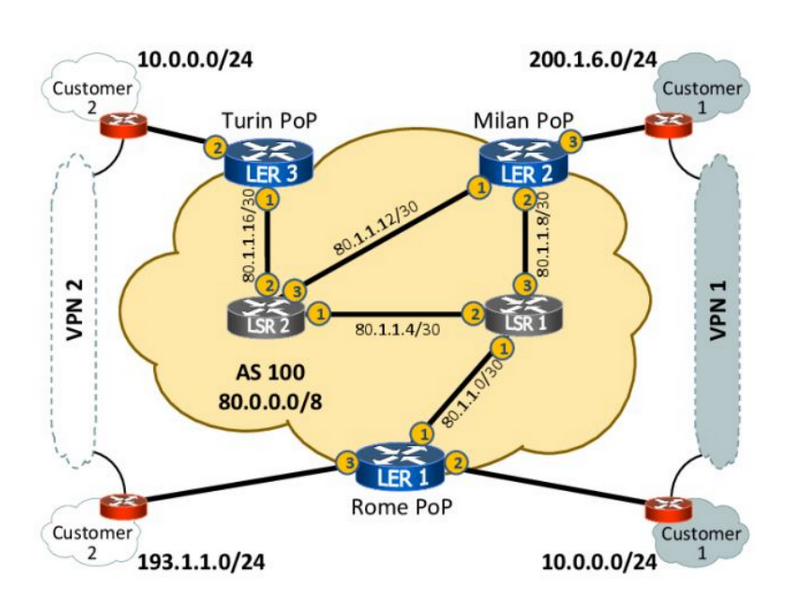 10.0.0.0/24
200.1.6.0/24
Customer
2
Customer
1
Turin PoP
Milan PoP
2
3
LER 3
LER 2
1
1
2
80.1.1.16/30
80.1.1.12/30
80.1.1.8/30
VPN 2
VPN 1
2
3
3
LSR 2
1
2
LSR 1
80.1.1.4/30
1
AS 100
80.0.0.0/8
80.1.1.0/30
1
3
2
LER 1
Rome PoP
Customer
2
Customer
1
193.1.1.0/24
10.0.0.0/24